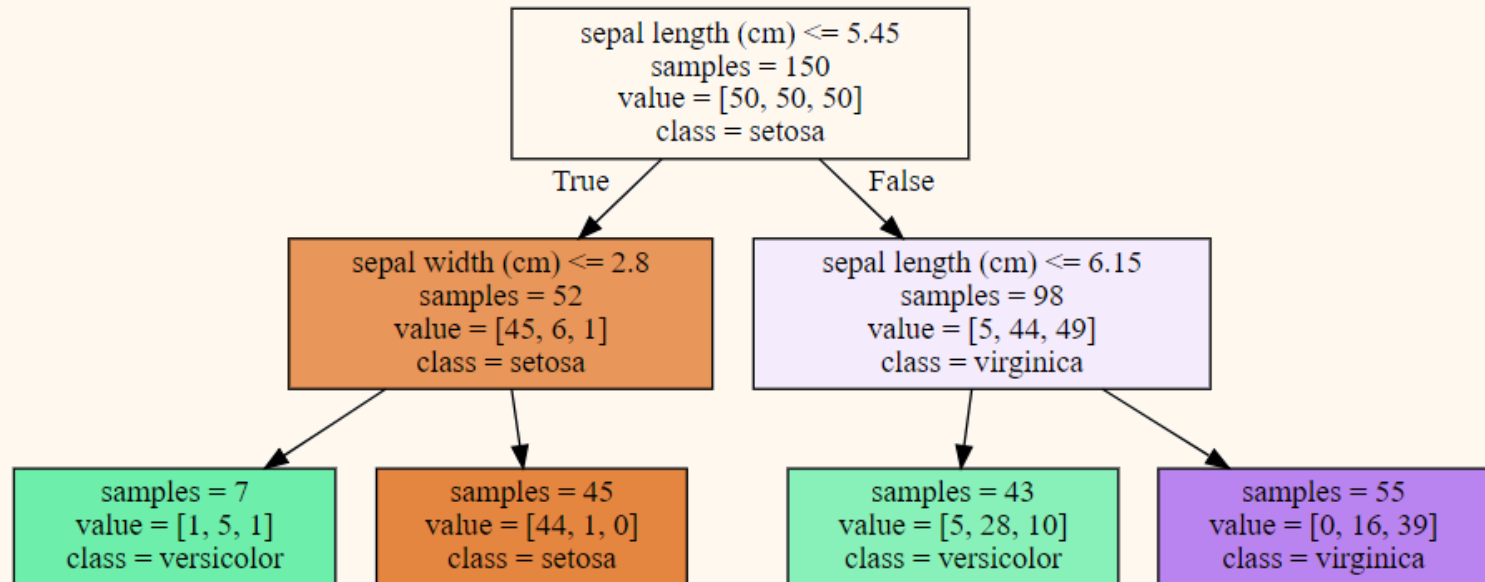 sepal length (cm) <= 5.45
samples = 150
value = [50, 50, 50]
class = setosa
True
False
sepal width (cm) <= 2.8
samples = 52
value = [45, 6, 1]
class = setosa
sepal length (cm) <= 6.15
samples = 98
value = [5, 44, 49]
class = virginica
samples = 7
value = [1, 5, 1]
class = versicolor
samples = 45
value = [44, 1, 0]
class = setosa
samples = 43
value = [5, 28, 10]
class = versicolor
samples = 55
value = [0, 16, 39]
class = virginica